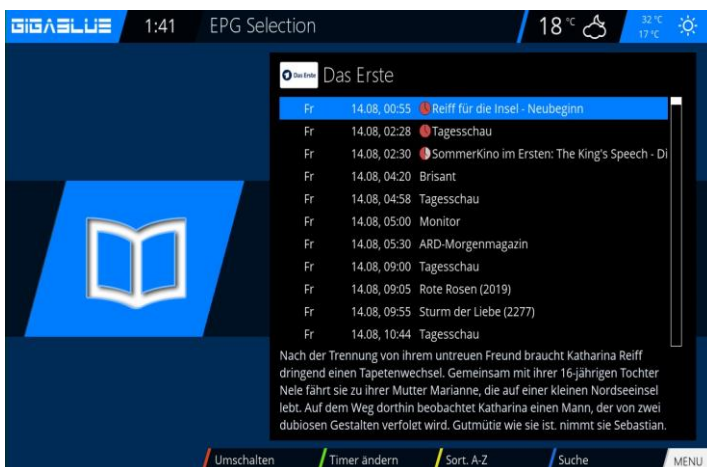 GIGABLUE 1:41 EPG Selection 18 °C 32 °C
17 °C
Das Erste Das Erste
Fr 14.08, 00:55 Reiff für die Insel - Neubeginn
Fr 14.08, 02:28 Tagesschau
Fr 14.08, 02:30 SommerKino im Ersten: The King's Speech - Di
Fr 14.08, 04:20 Brisant
Fr 14.08, 04:58 Tagesschau
Fr 14.08, 05:00 Monitor
Fr 14.08, 05:30 ARD-Morgenmagazin
Fr 14.08, 09:00 Tagesschau
Fr 14.08, 09:05 Rote Rosen (2019)
Fr 14.08, 09:55 Sturm der Liebe (2277)
Fr 14.08, 10:44 Tagesschau
Nach der Trennung von ihrem untreuen Freund braucht Katharina Reiff
dringend einen Tapetenwechsel. Gemeinsam mit ihrer 16-jährigen Tochter
Nele fährt sie zu ihrer Mutter Marianne, die auf einer kleinen Nordseeinsel
lebt. Auf dem Weg dorthin beobachtet Katharina einen Mann, der von zwei
dubiosen Gestalten verfolgt wird. Gutmütig wie sie ist, nimmt sie Sebastian,
Umschalten Timer ändern Sort. A-Z Suche MENU